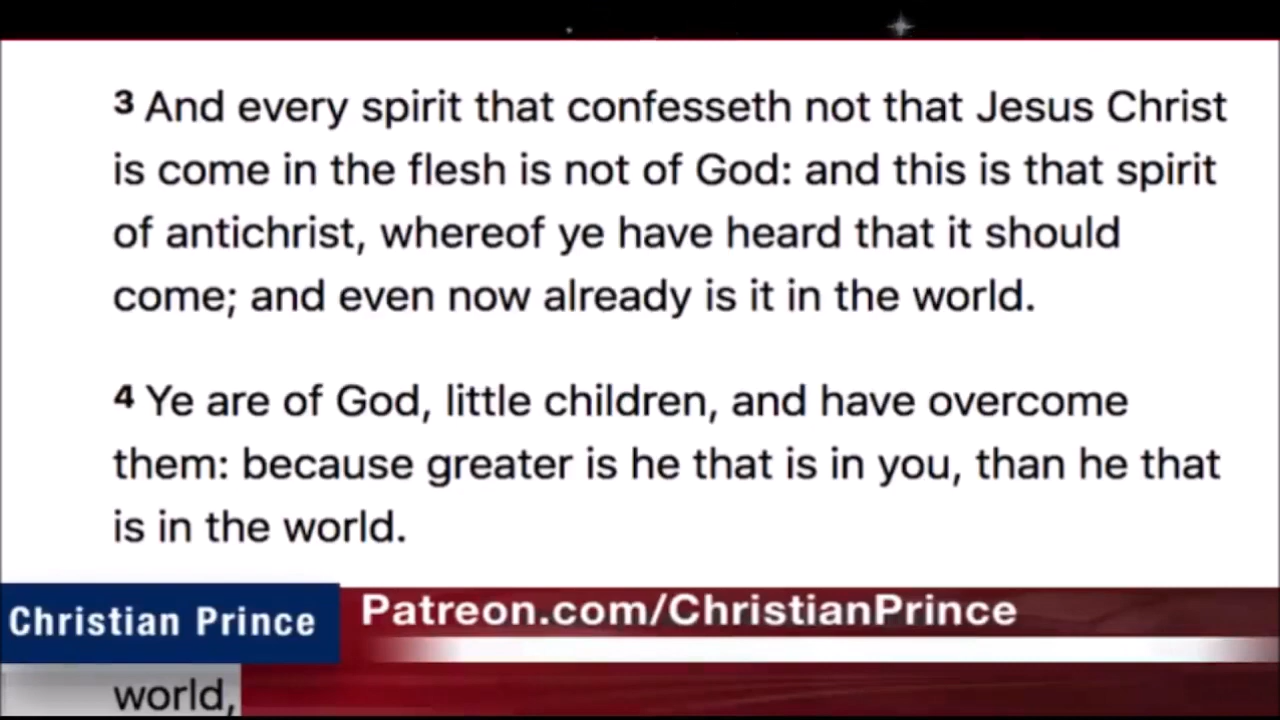 3 And every spirit that confesseth not that Jesus Christ
is come in the flesh is not of God: and this is that spirit
of antichrist, whereof ye have heard that it should
come; and even now already is it in the world.
4 Ye are of God, little children, and have overcome
them: because greater is he that is in you, than he that
is in the world.
Christian Prince
Patreon.com/ChristianPrince
world,